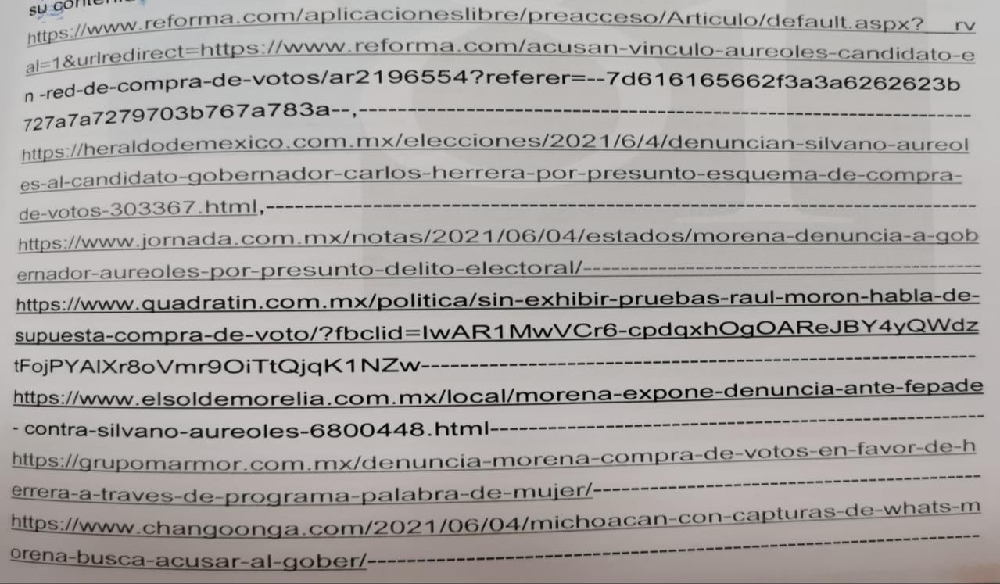 su
https://www.reforma.com/aplicacioneslibre/preacceso/Articulo/default.aspx?__rv
al=1&urlredirect=https://www.reforma.com/acusan-vinculo-aureoles-candidato-e
n -red-de-compra-de-votos/ar2196554?referer=--7d616165662f3a3a6262623b
727a7a7279703b767a783a--,------------------------------------------------------------------
https://heraldodemexico.com.mx/elecciones/2021/6/4/denuncian-silvano-aureol
es-al-candidato-gobernador-carlos-herrera-por-presunto-esquema-de-compra-
de-votos-303367.html,--------------------------------------------------------------------------
https://www.jornada.com.mx/notas/2021/06/04/estados/morena-denuncia-a-gob
ernador-aureoles-por-presunto-delito-electoral/------------------------------------------
https://www.quadratin.com.mx/politica/sin-exhibir-pruebas-raul-moron-habla-de-
supuesta-compra-de-voto/?fbclid=IwAR1MwVCr6-cpdqxhOgOAReJBY4yQWdz
tFojPYAlXr8oVmr9OiTtQjqK1NZw----------------------------------------------------------
https://www.elsoldemorelia.com.mx/local/morena-expone-denuncia-ante-fepade
- contra-silvano-aureoles-6800448.html---------------------------------------------------
https://grupomarmor.com.mx/denuncia-morena-compra-de-votos-en-favor-de-h
errera-a-traves-de-programa-palabra-de-mujer/----------------------------------------
https://www.changoonga.com/2021/06/04/michoacan-con-capturas-de-whats-m
orena-busca-acusar-al-gober/----------------------------------------------------------------